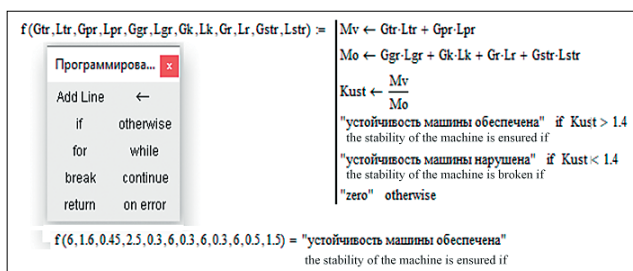 f(Gtr,Ltr,Gpr,Lpr,Ggr,Lgr,Gk,Lk,Gr,Lr,Gstr,Lstr) :=
Mv ← Gtr·Ltr + Gpr·Lpr
Mo ← Ggr·Lgr + Gk·Lk + Gr·Lr + Gstr·Lstr
Kust ← Mv / Mo
"устойчивость машины обеспечена" if Kust > 1.4
the stability of the machine is ensured if
"устойчивость машины нарушена" if Kust < 1.4
the stability of the machine is broken if
"zero" otherwise
Программирова... x
Add Line ←
if otherwise
for while
break continue
return on error
f(6,1.6,0.45,2.5,0.3,6,0.3,6,0.3,6,0.5,1.5) = "устойчивость машины обеспечена"
the stability of the machine is ensured if